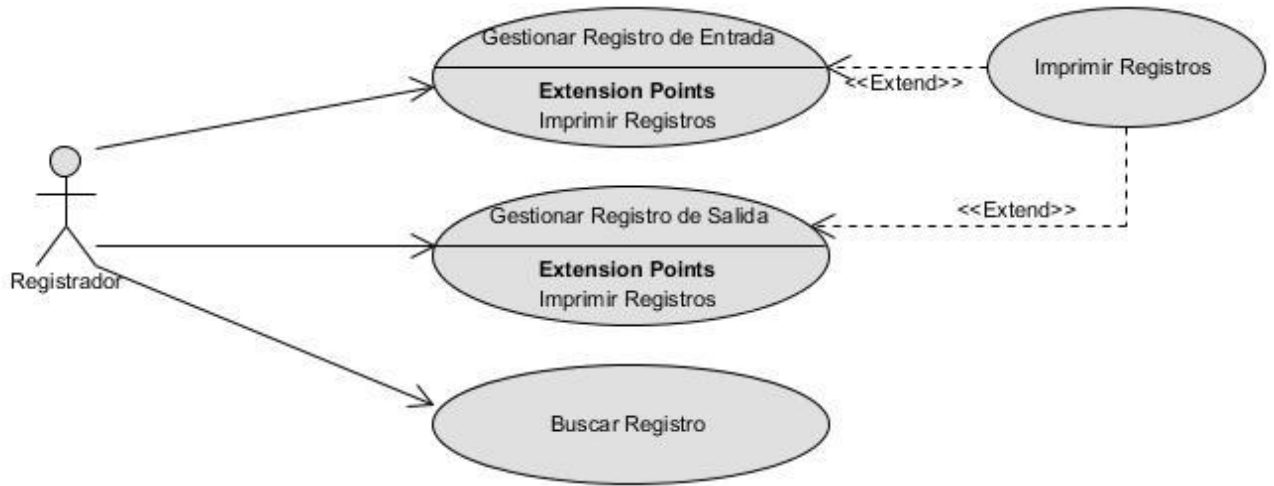 Gestionar Registro de Entrada
Extension Points
Imprimir Registros
<<Extend>>
Imprimir Registros
Registrador
Gestionar Registro de Salida
Extension Points
Imprimir Registros
<<Extend>>
Buscar Registro